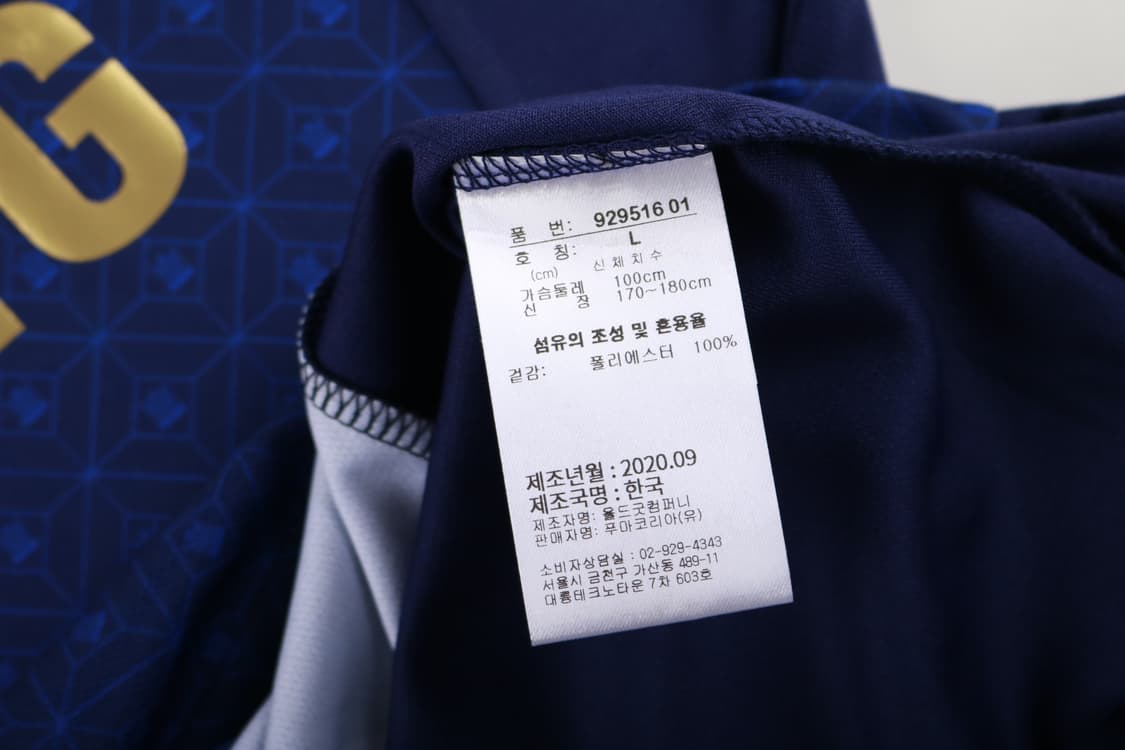 G
품 번: 929516 01
호 칭: L
(cm) 신체치수
가슴둘레 100cm
신 장 170~180cm
섬유의 조성 및 혼용율
겉감: 폴리에스터 100%
제조년월 : 2020.09
제조국명 : 한국
제조자명: 올드굿컴퍼니
판매자명: 푸마코리아(유)
소비자상담실 : 02-929-4343
서울시 금천구 가산동 489-11
대륭테크노타운 7차 603호